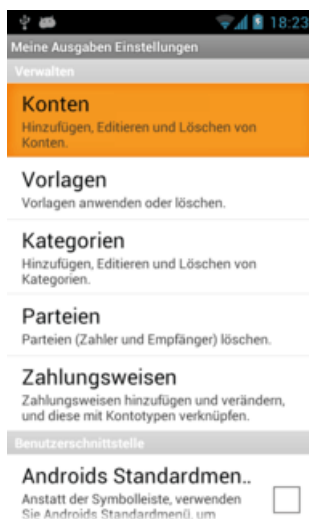 18:23
Meine Ausgaben Einstellungen
Verwalten
Konten
Hinzufügen, Editieren und Löschen von
Konten.
Vorlagen
Vorlagen anwenden oder löschen.
Kategorien
Hinzufügen, Editieren und Löschen von
Kategorien.
Parteien
Parteien (Zahler und Empfänger) löschen.
Zahlungsweisen
Zahlungsweisen hinzufügen und verändern,
und diese mit Kontotypen verknüpfen.
Benutzerschnittstelle
Androids Standardmen..
Anstatt der Symbolleiste, verwenden
Sie Androids Standardmenü, um